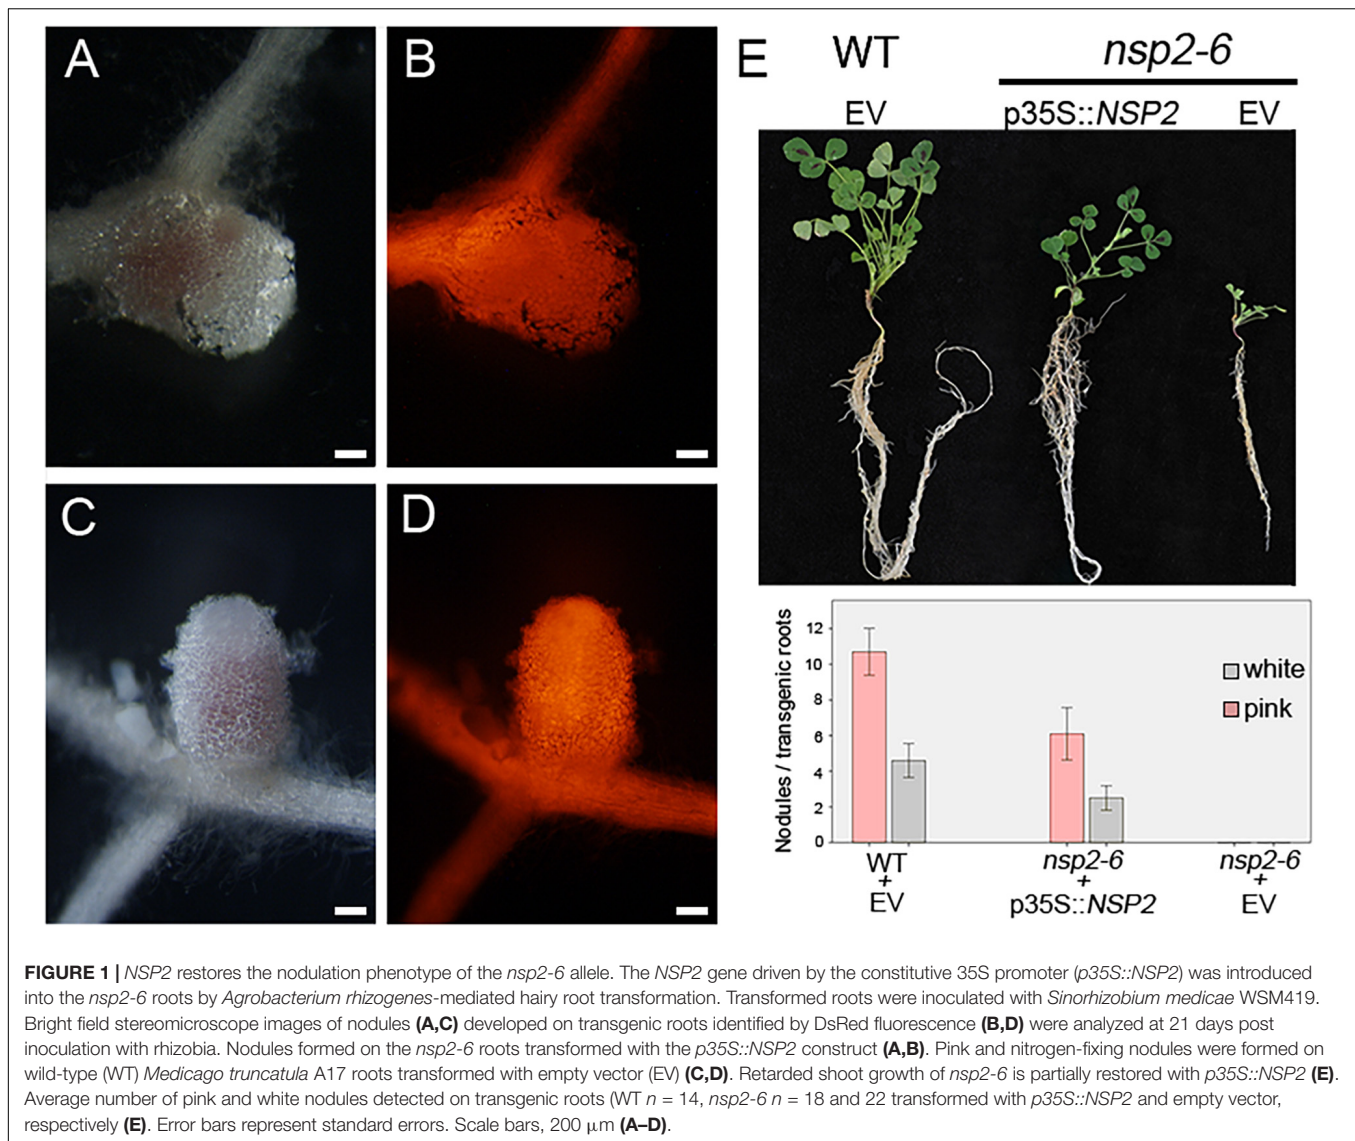 A
B
E
WT
nsp2-6
EV
p35S::NSP2
EV
C
D
Nodules / transgenic roots
12
10
8
6
4
2
0
white
pink
WT
+
EV
nsp2-6
+
p35S::NSP2
nsp2-6
+
EV
FIGURE 1 | NSP2 restores the nodulation phenotype of the nsp2-6 allele. The NSP2 gene driven by the constitutive 35S promoter (p35S::NSP2) was introduced
into the nsp2-6 roots by Agrobacterium rhizogenes-mediated hairy root transformation. Transformed roots were inoculated with Sinorhizobium medicae WSM419.
Bright field stereomicroscope images of nodules (A,C) developed on transgenic roots identified by DsRed fluorescence (B,D) were analyzed at 21 days post
inoculation with rhizobia. Nodules formed on the nsp2-6 roots transformed with the p35S::NSP2 construct (A,B). Pink and nitrogen-fixing nodules were formed on
wild-type (WT) Medicago truncatula A17 roots transformed with empty vector (EV) (C,D). Retarded shoot growth of nsp2-6 is partially restored with p35S::NSP2 (E).
Average number of pink and white nodules detected on transgenic roots (WT n = 14, nsp2-6 n = 18 and 22 transformed with p35S::NSP2 and empty vector,
respectively (E). Error bars represent standard errors. Scale bars, 200 μm (A–D).